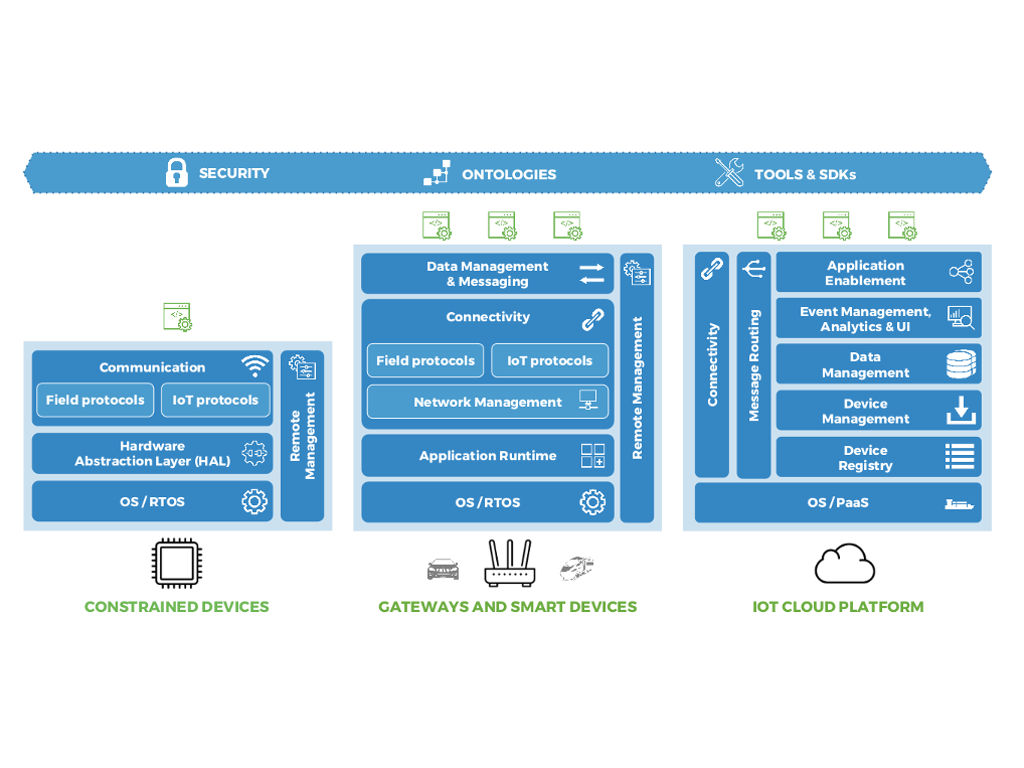 SECURITY
ONTOLOGIES
TOOLS & SDKs
Communication
Field protocols
IoT protocols
Hardware
Abstraction Layer (HAL)
OS / RTOS
Remote
Management
CONSTRAINED DEVICES
Data Management
& Messaging
Connectivity
Field protocols
IoT protocols
Network Management
Application Runtime
OS / RTOS
Remote Management
GATEWAYS AND SMART DEVICES
Connectivity
Message Routing
Application
Enablement
Event Management,
Analytics & UI
Data
Management
Device
Management
Device
Registry
OS / PaaS
IOT CLOUD PLATFORM